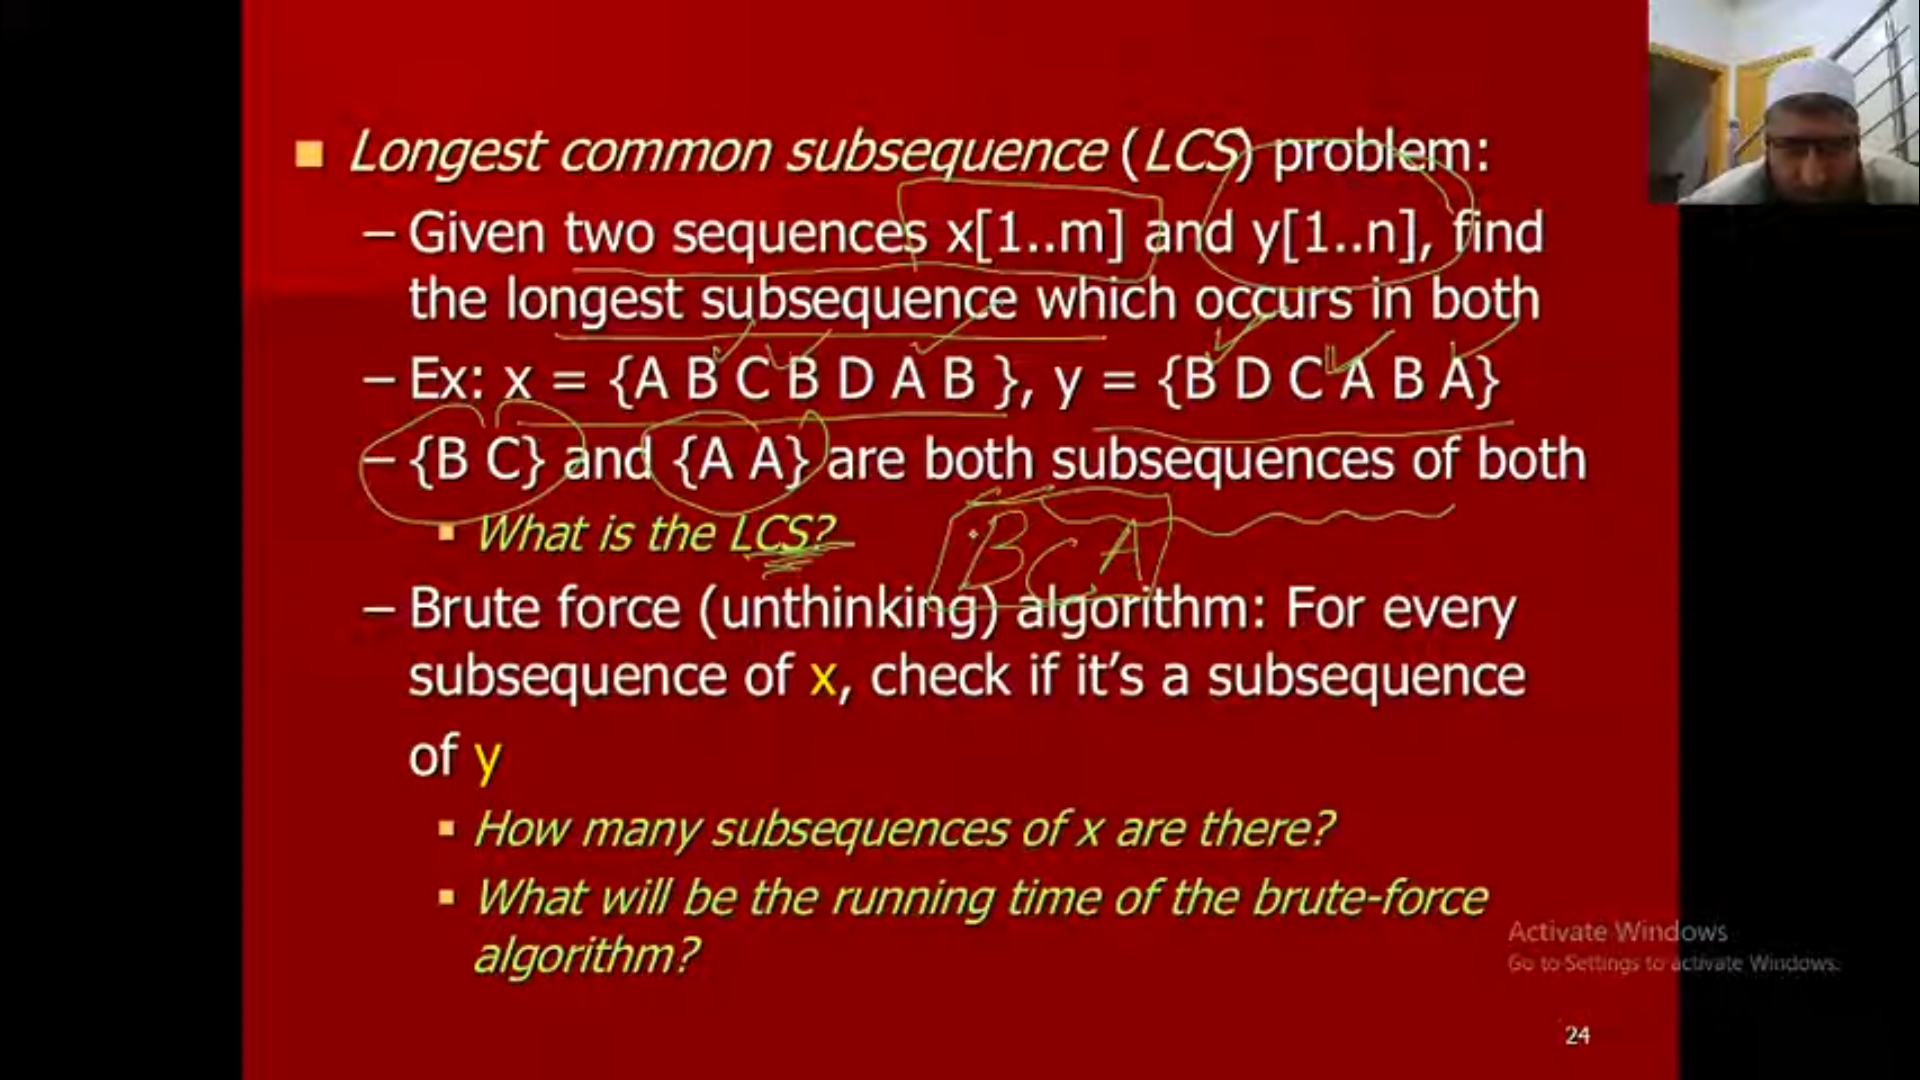 ■ Longest common subsequence (LCS) problem:
– Given two sequences x[1..m] and y[1..n], find
the longest subsequence which occurs in both
– Ex: x = {A B C B D A B }, y = {B D C A B A}
– {B C} and {A A} are both subsequences of both
▪ What is the LCS?
B C A
– Brute force (unthinking) algorithm: For every
subsequence of x, check if it’s a subsequence
of y
▪ How many subsequences of x are there?
▪ What will be the running time of the brute-force
algorithm?
Activate Windows
Go to Settings to activate Windows.
24